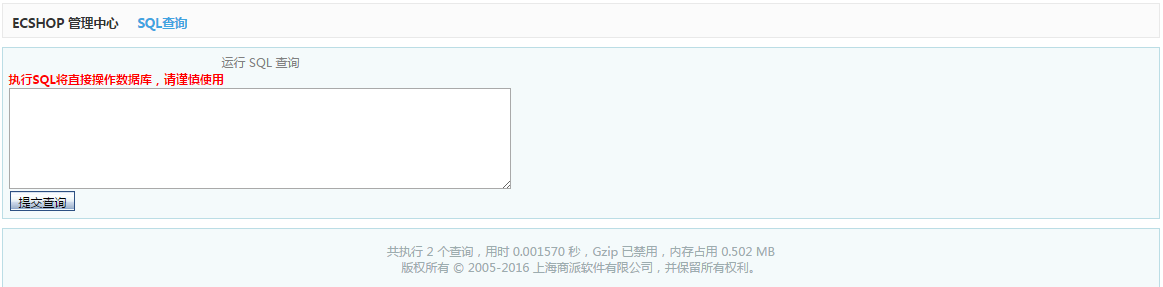 ECSHOP 管理中心 SQL查询
运行 SQL 查询
执行SQL将直接操作数据库，请谨慎使用
提交查询
共执行 2 个查询，用时 0.001570 秒，Gzip 已禁用，内存占用 0.502 MB
版权所有 © 2005-2016 上海商派软件有限公司，并保留所有权利。